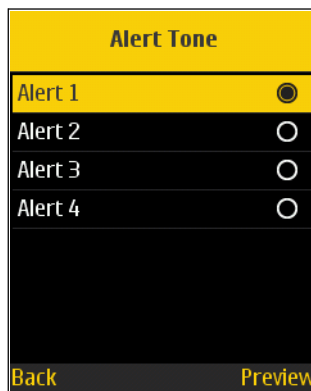 Alert Tone
Alert 1
Alert 2
Alert 3
Alert 4
Back Preview